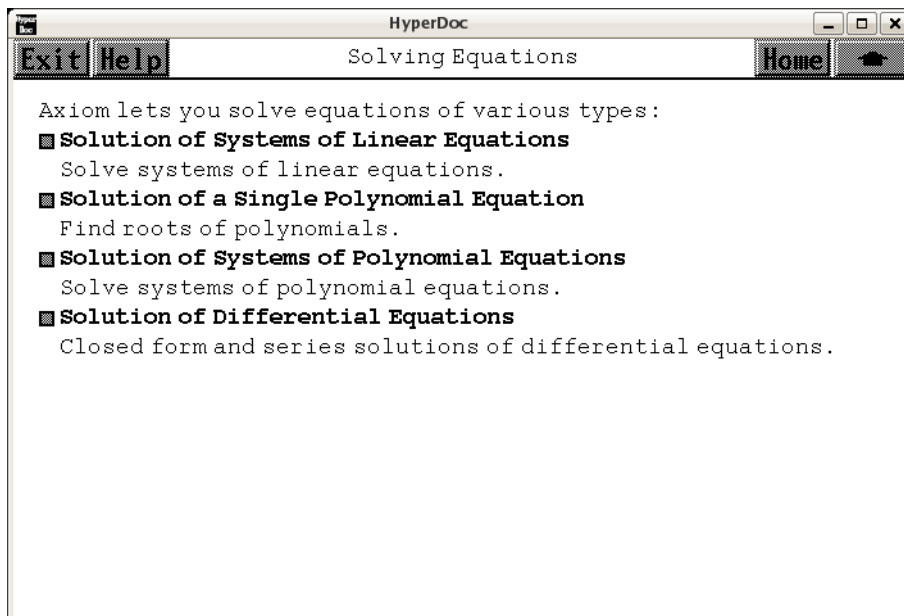 Hyper
Doc
HyperDoc
Exit Help Solving Equations Home
Axiom lets you solve equations of various types:
Solution of Systems of Linear Equations
Solve systems of linear equations.
Solution of a Single Polynomial Equation
Find roots of polynomials.
Solution of Systems of Polynomial Equations
Solve systems of polynomial equations.
Solution of Differential Equations
Closed form and series solutions of differential equations.